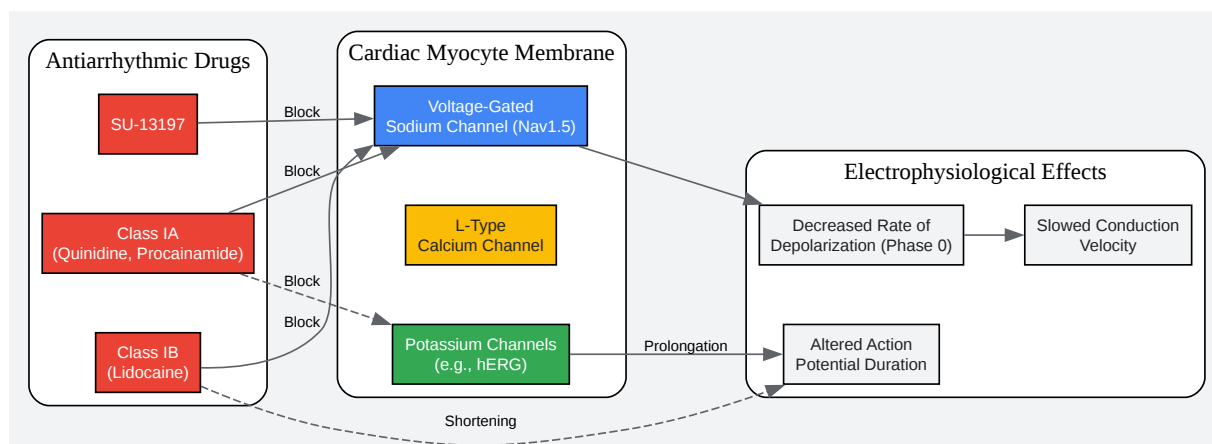 Antiarrhythmic Drugs
SU-13197
Class IA
(Quinidine, Procainamide)
Class IB
(Lidocaine)
Block
Block
Block
Block
Shortening
Cardiac Myocyte Membrane
Voltage-Gated
Sodium Channel (Nav1.5)
L-Type
Calcium Channel
Potassium Channels
(e.g., hERG)
Prolongation
Electrophysiological Effects
Decreased Rate of
Depolarization (Phase 0)
Slowed Conduction
Velocity
Altered Action
Potential Duration